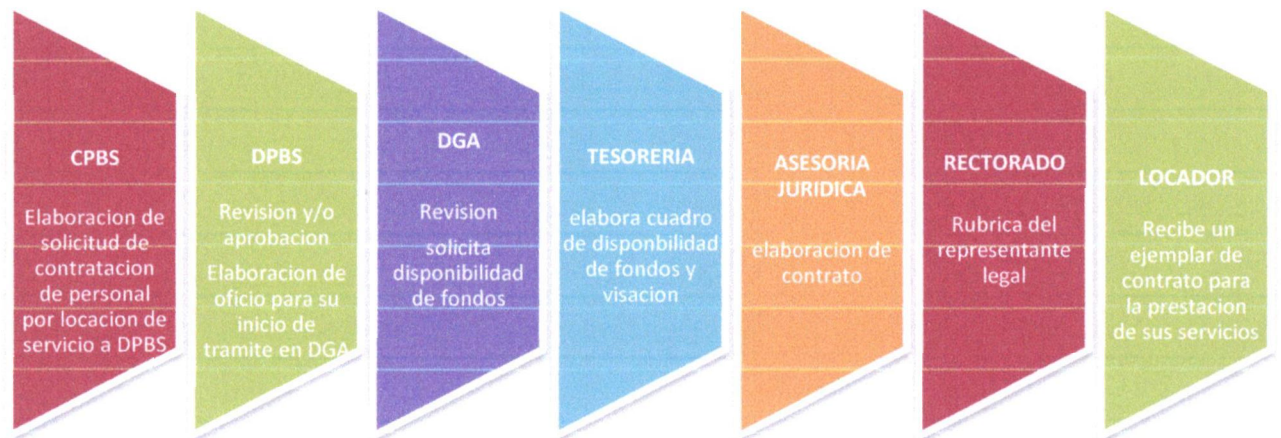 CPBS
Elaboracion de
solicitud de
contratacion
de personal
por locacion de
servicio a DPBS
DPBS
Revision y/o
aprobacion
Elaboracion de
oficio para su
inicio de
tramite en DGA
DGA
Revision
solicita
disponibilidad
de fondos
TESORERIA
elabora cuadro
de disponbilidad
de fondos y
visacion
ASESORIA
JURIDICA
elaboracion de
contrato
RECTORADO
Rubrica del
representante
legal
LOCADOR
Recibe un
ejemplar de
contrato para
la prestacion
de sus servicios